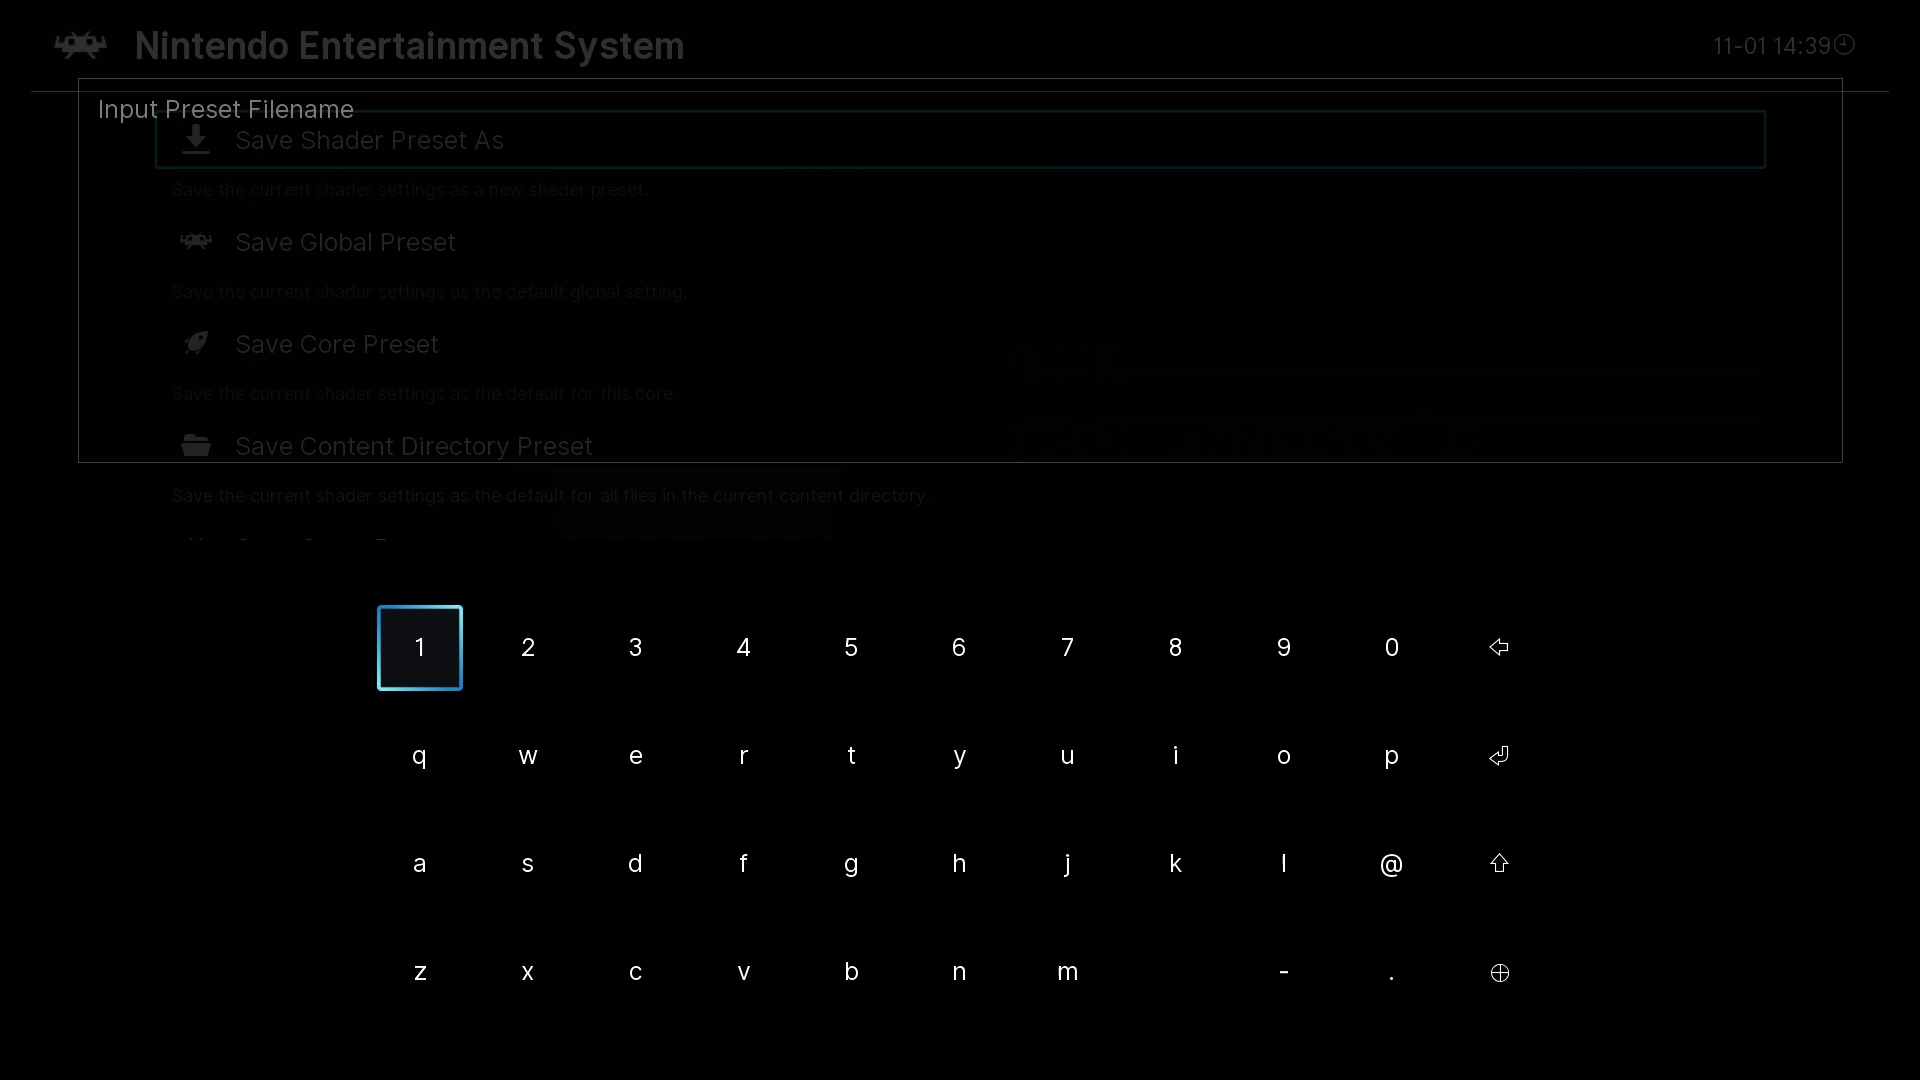 Nintendo Entertainment System
11-01 14:39
Input Preset Filename
Save Shader Preset As
Save the current shader settings as a new shader preset.
Save Global Preset
Save the current shader settings as the default global setting.
Save Core Preset
Save the current shader settings as the default for this core.
Save Content Directory Preset
Save the current shader settings as the default for all files in the current content directory.
1 2 3 4 5 6 7 8 9 0
q w e r t y u i o p
a s d f g h j k l @
z x c v b n m - .